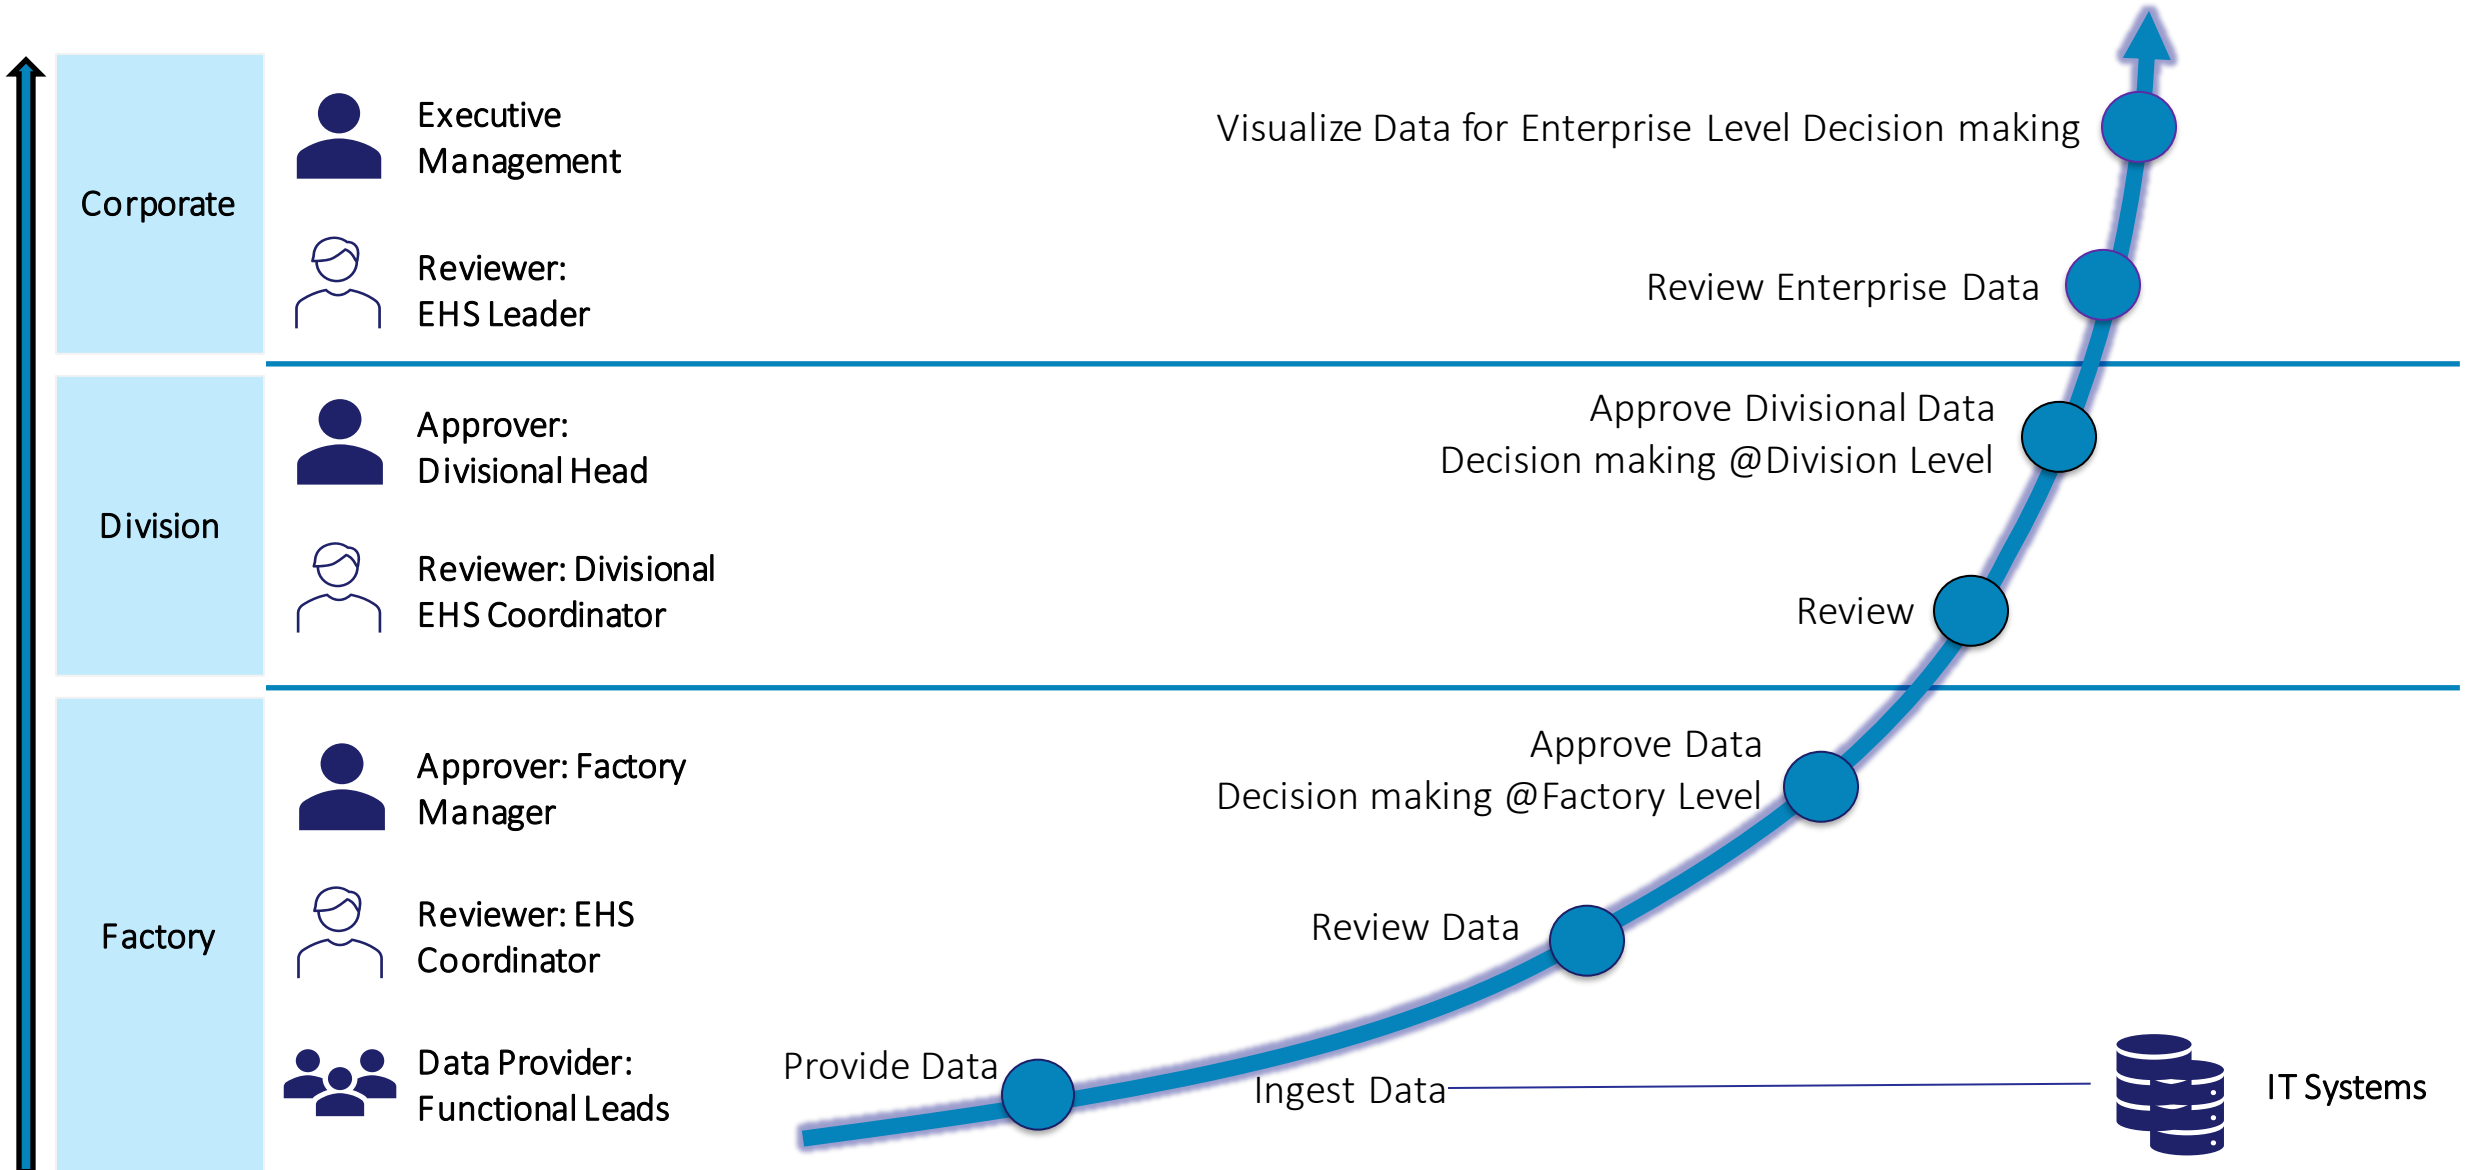 Corporate
Executive
Management
Visualize Data for Enterprise Level Decision making
Reviewer:
EHS Leader
Review Enterprise Data
Division
Approver:
Divisional Head
Approve Divisional Data
Decision making @Division Level
Reviewer: Divisional
EHS Coordinator
Review
Factory
Approver: Factory
Manager
Approve Data
Decision making @Factory Level
Reviewer: EHS
Coordinator
Review Data
Data Provider:
Functional Leads
Provide Data
Ingest Data
IT Systems